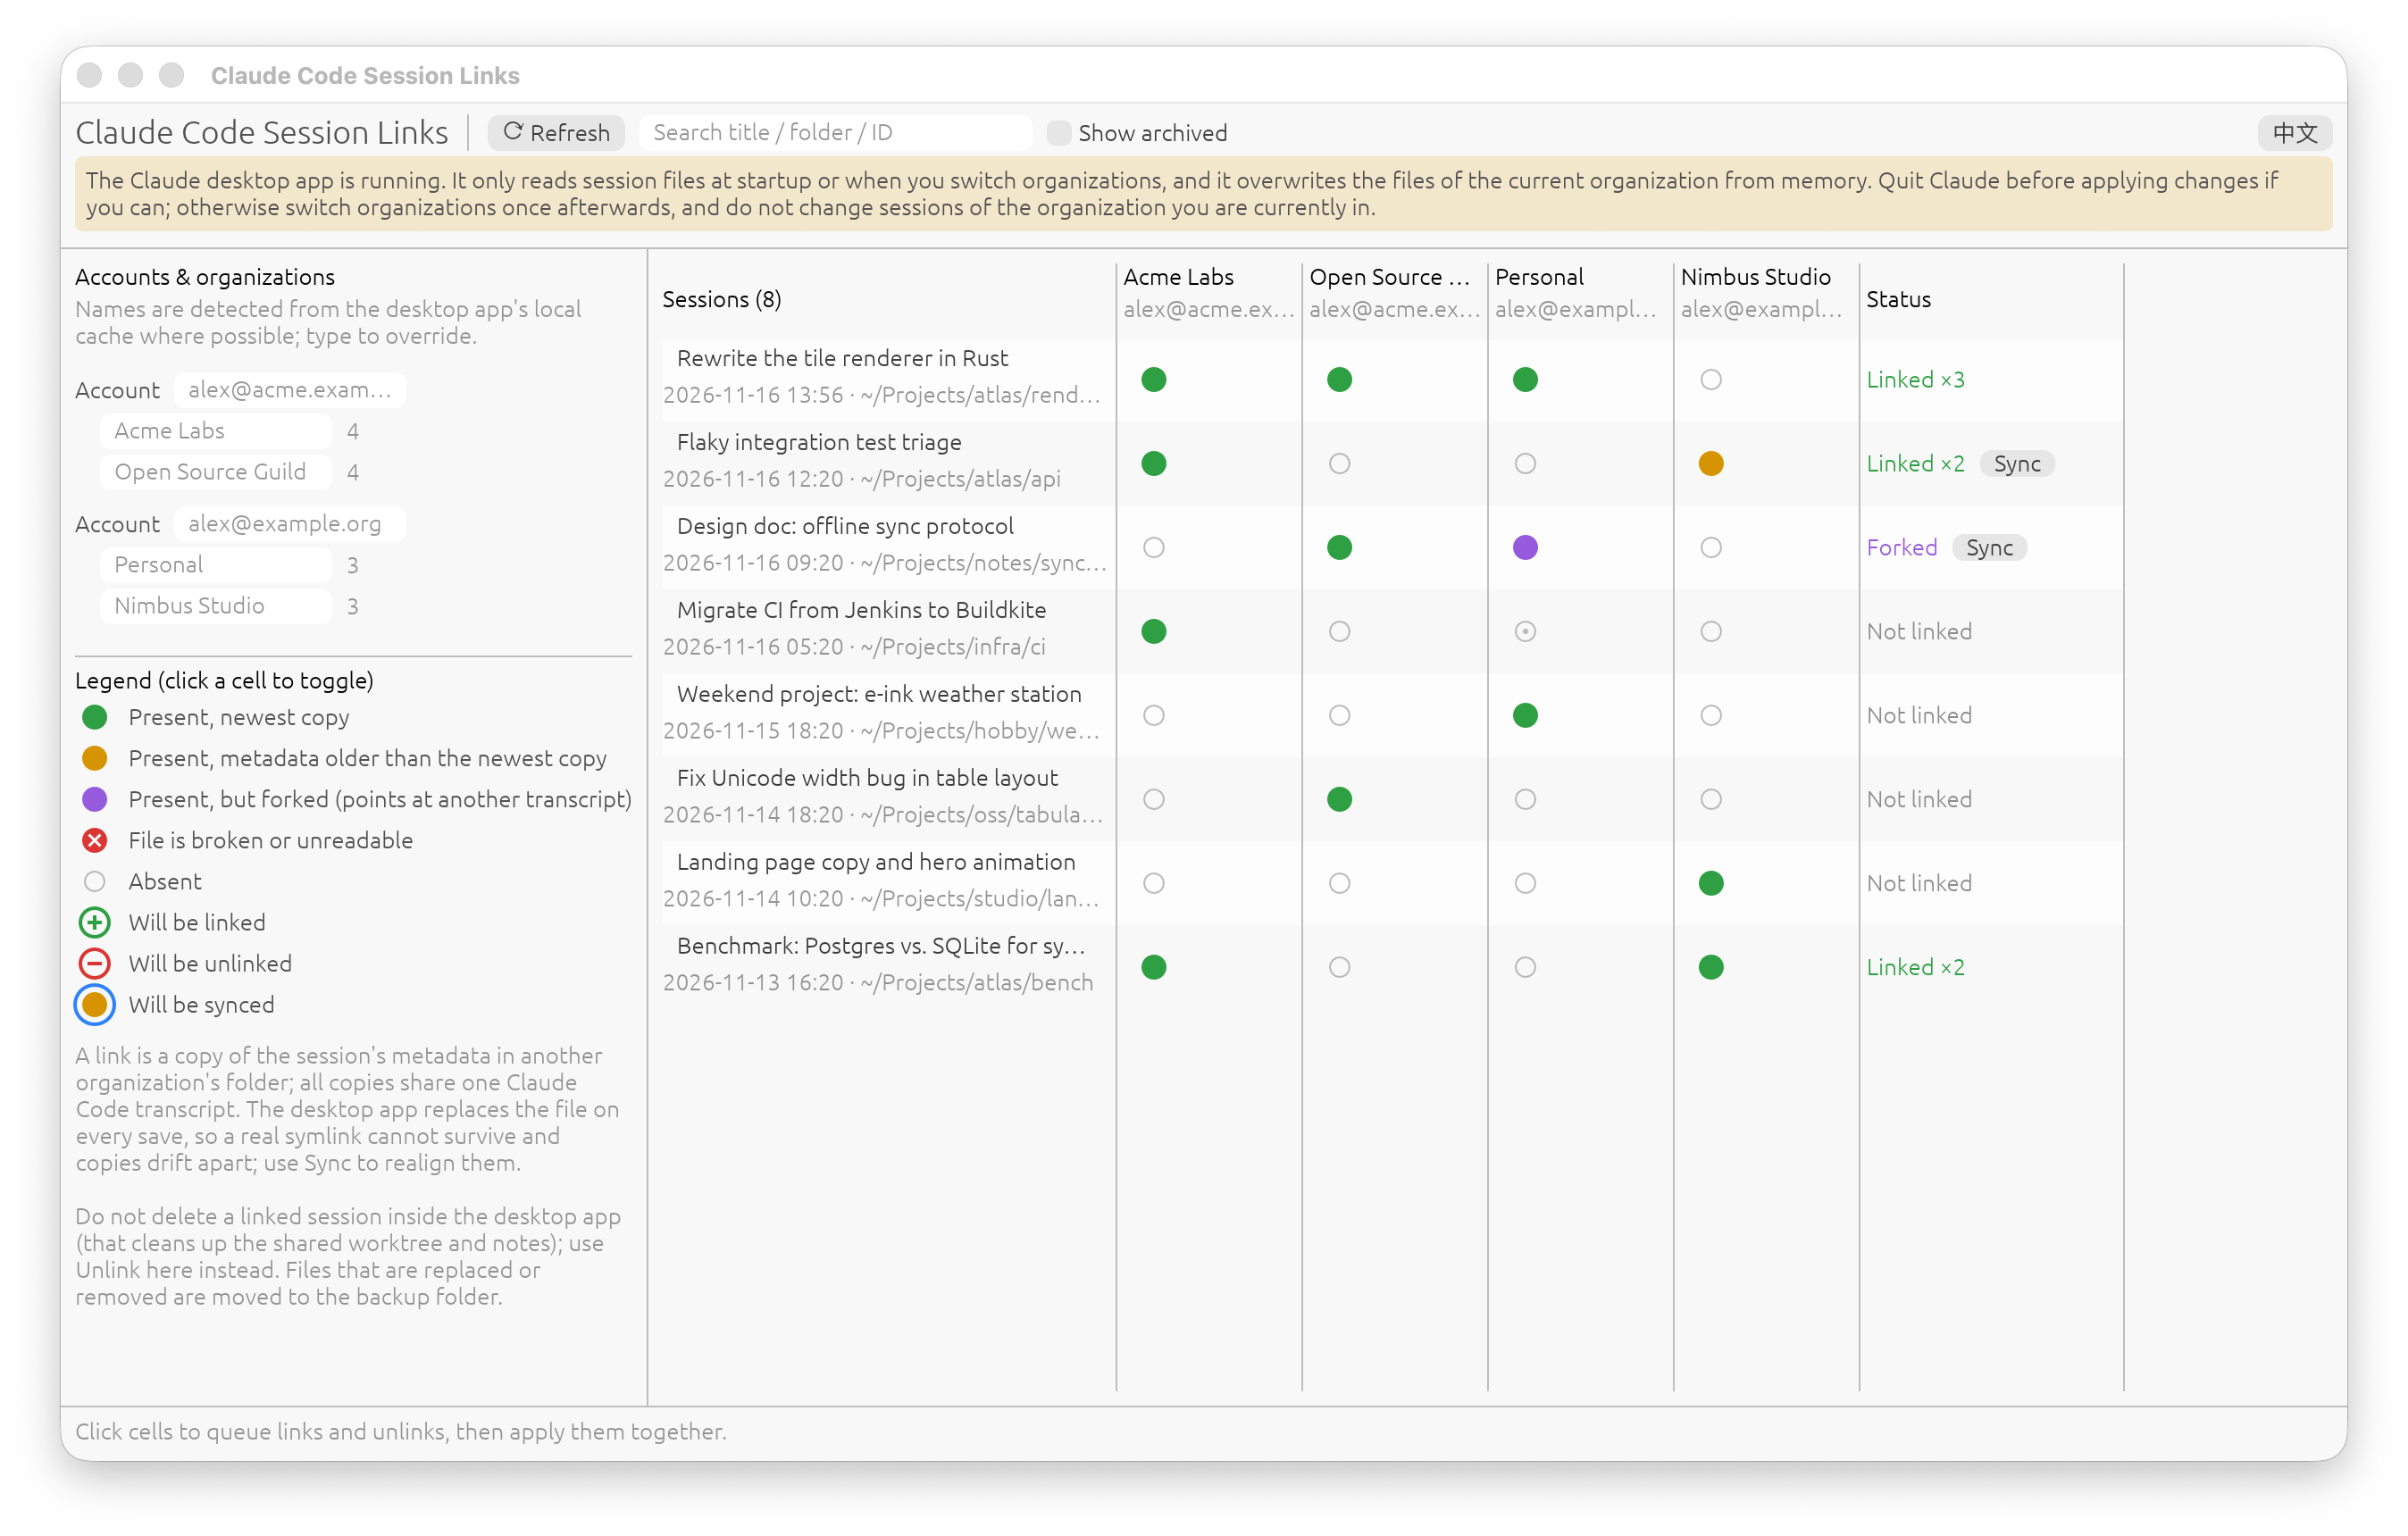 Claude Code Session Links
Claude Code Session Links
Refresh
Search title / folder / ID
Show archived
中文
The Claude desktop app is running. It only reads session files at startup or when you switch organizations, and it overwrites the files of the current organization from memory. Quit Claude before applying changes if
you can; otherwise switch organizations once afterwards, and do not change sessions of the organization you are currently in.
Accounts & organizations
Names are detected from the desktop app's local
cache where possible; type to override.
Account alex@acme.exam…
Acme Labs 4
Open Source Guild 4
Account alex@example.org
Personal 3
Nimbus Studio 3
Legend (click a cell to toggle)
Present, newest copy
Present, metadata older than the newest copy
Present, but forked (points at another transcript)
File is broken or unreadable
Absent
Will be linked
Will be unlinked
Will be synced
A link is a copy of the session's metadata in another
organization's folder; all copies share one Claude
Code transcript. The desktop app replaces the file on
every save, so a real symlink cannot survive and
copies drift apart; use Sync to realign them.
Do not delete a linked session inside the desktop app
(that cleans up the shared worktree and notes); use
Unlink here instead. Files that are replaced or
removed are moved to the backup folder.
Sessions (8)
Acme Labs
alex@acme.ex…
Open Source …
alex@acme.ex…
Personal
alex@exampl…
Nimbus Studio
alex@exampl…
Status
Rewrite the tile renderer in Rust
2026-11-16 13:56 · ~/Projects/atlas/rend…
Linked ×3
Flaky integration test triage
2026-11-16 12:20 · ~/Projects/atlas/api
Linked ×2 Sync
Design doc: offline sync protocol
2026-11-16 09:20 · ~/Projects/notes/sync…
Forked Sync
Migrate CI from Jenkins to Buildkite
2026-11-16 05:20 · ~/Projects/infra/ci
Not linked
Weekend project: e-ink weather station
2026-11-15 18:20 · ~/Projects/hobby/we…
Not linked
Fix Unicode width bug in table layout
2026-11-14 18:20 · ~/Projects/oss/tabula…
Not linked
Landing page copy and hero animation
2026-11-14 10:20 · ~/Projects/studio/lan…
Not linked
Benchmark: Postgres vs. SQLite for sy…
2026-11-13 16:20 · ~/Projects/atlas/bench
Linked ×2
Click cells to queue links and unlinks, then apply them together.